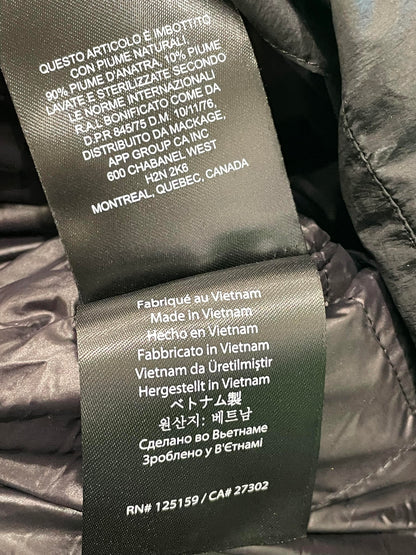 QUESTO ARTICOLO È IMBOTTITO
CON PIUME NATURALI
90% PIUME D'ANATRA, 10% PIUME
LAVATE E STERILIZZATE SECONDO
LE NORME INTERNAZIONALI
R.A.L. BONIFICATO COME DA
D.P.R 845/75 D.M. 10/11/76,
DISTRIBUITO DA MACKAGE,
APP GROUP CA INC
600 CHABANEL WEST
H2N 2K6
MONTREAL, QUEBEC, CANADA
Fabriqué au Vietnam
Made in Vietnam
Hecho en Vietnam
Fabbricato in Vietnam
Vietnam da Üretilmiştir
Hergestellt in Vietnam
ベトナム製
원산지: 베트남
Сделано во Вьетнаме
Зроблено у В'Єтнамі
RN# 125159 / CA# 27302